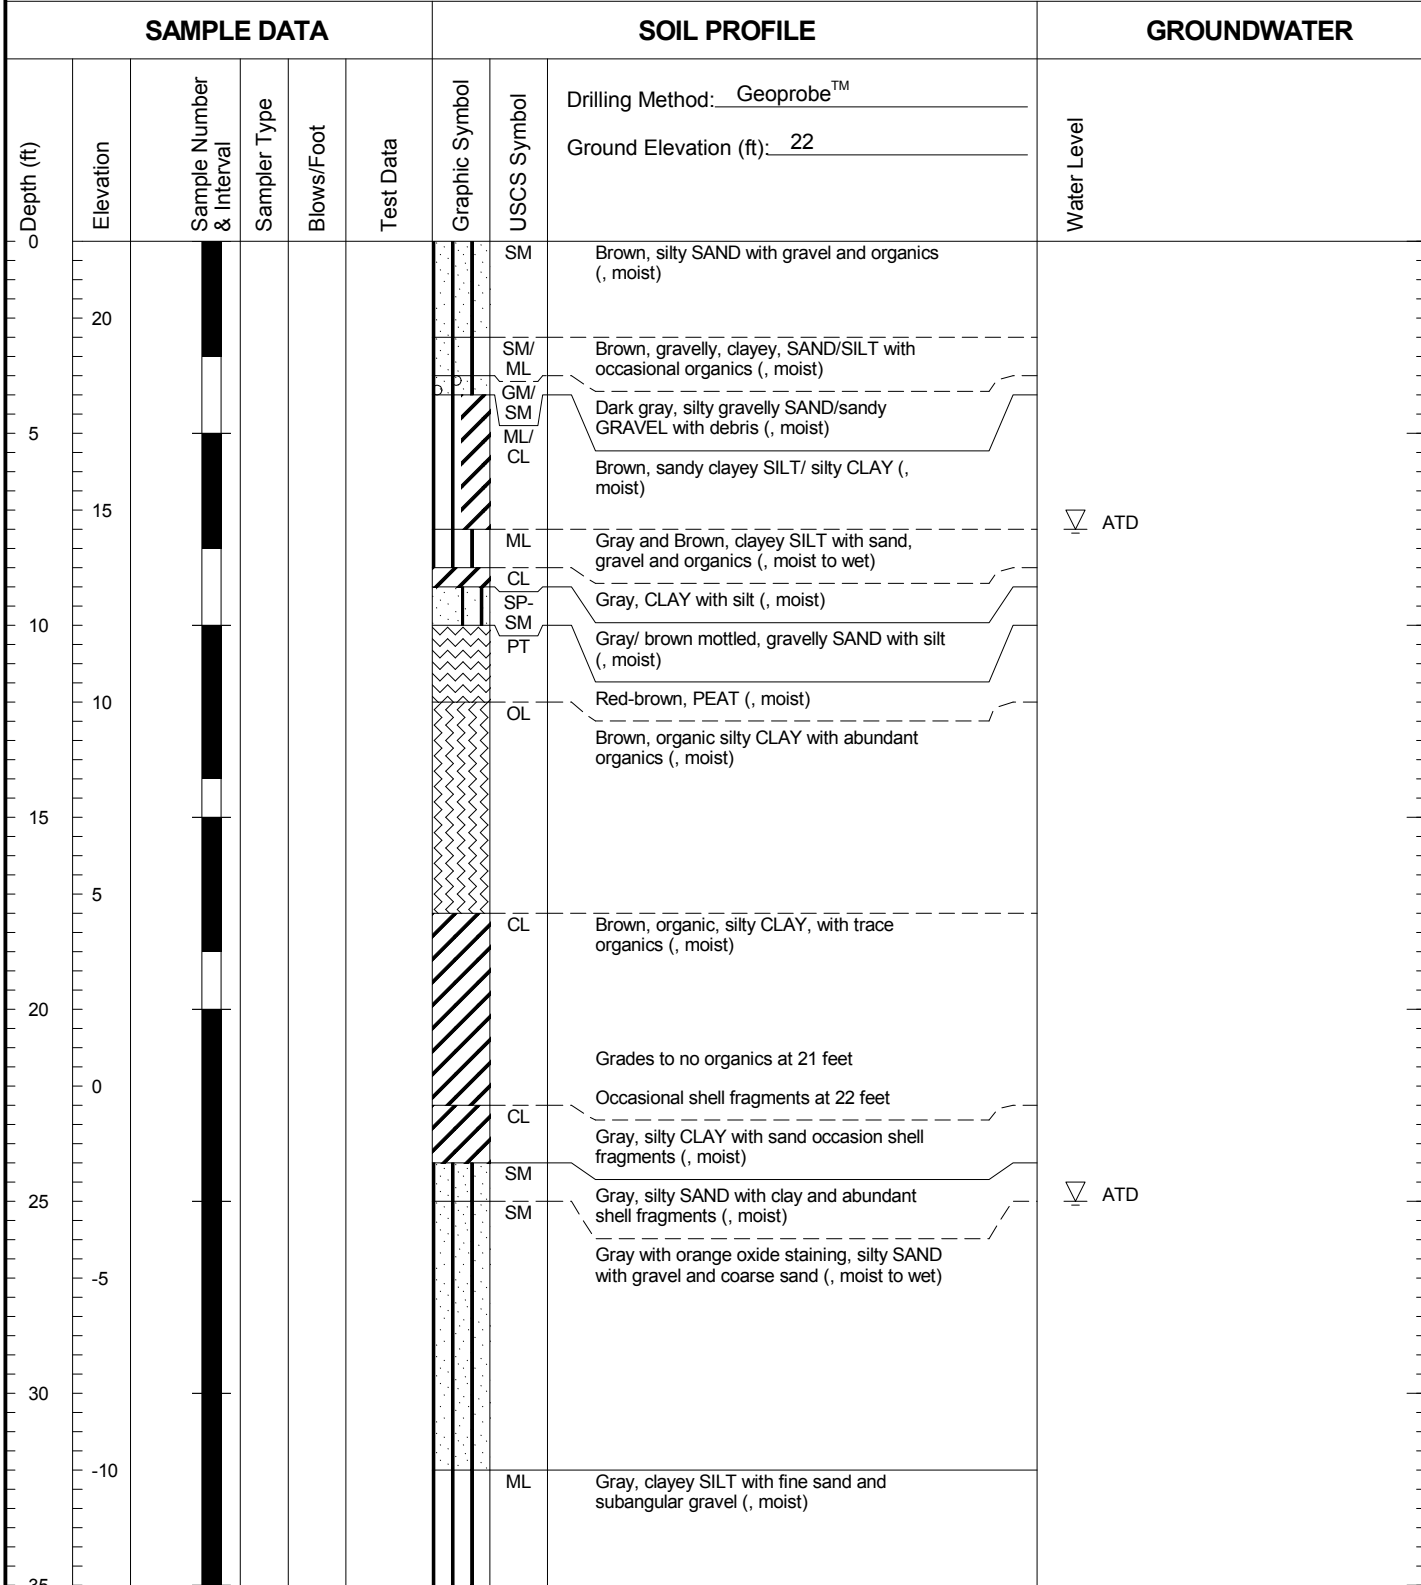 SAMPLE DATA SOIL PROFILE GROUNDWATER
Depth (ft)
Elevation
Sample Number
& Interval
Sampler Type
Blows/Foot
Test Data
Graphic Symbol
USCS Symbol
Drilling Method: Geoprobe™
Ground Elevation (ft): 22
Water Level
0
SM Brown, silty SAND with gravel and organics
(, moist)
20
SM/ Brown, gravelly, clayey, SAND/SILT with
ML occasional organics (, moist)
GM/
SM Dark gray, silty gravelly SAND/sandy
GRAVEL with debris (, moist)
5
ML/
CL
Brown, sandy clayey SILT/ silty CLAY (,
moist)
15
ATD
ML Gray and Brown, clayey SILT with sand,
gravel and organics (, moist to wet)
CL
Gray, CLAY with silt (, moist)
SP-
SM
10
Gray/ brown mottled, gravelly SAND with silt
(, moist)
PT
10
Red-brown, PEAT (, moist)
OL
Brown, organic silty CLAY with abundant
organics (, moist)
15
5
CL Brown, organic, silty CLAY, with trace
organics (, moist)
20
Grades to no organics at 21 feet
0
Occasional shell fragments at 22 feet
CL
Gray, silty CLAY with sand occasion shell
fragments (, moist)
SM
Gray, silty SAND with clay and abundant
shell fragments (, moist)
ATD
25
SM
Gray with orange oxide staining, silty SAND
with gravel and coarse sand (, moist to wet)
-5
30
-10
ML Gray, clayey SILT with fine sand and
subangular gravel (, moist)
35